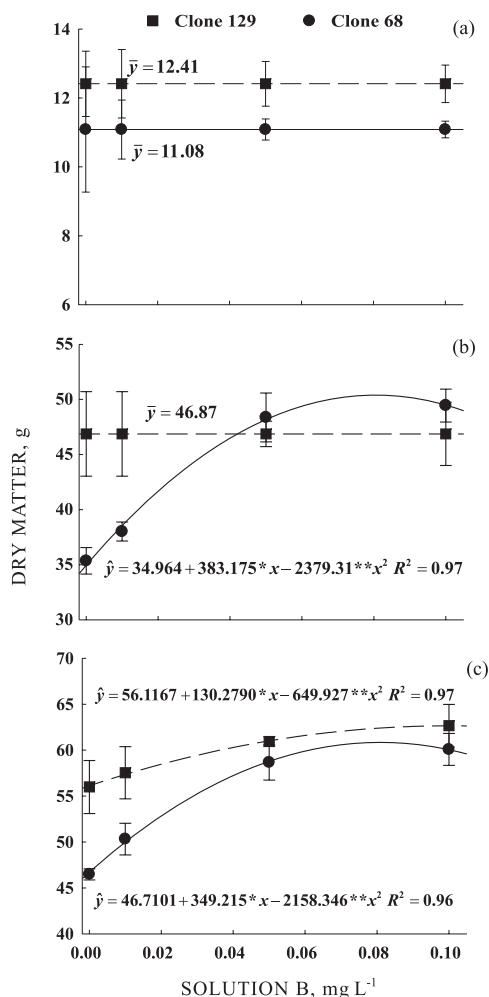 Clone 129 Clone 68
(a)
14
12
10
8
6
ȳ = 12.41
ȳ = 11.08
(b)
55
50
45
40
35
30
ȳ = 46.87
ŷ = 34.964 + 383.175* x − 2379.31** x² R² = 0.97
DRY MATTER, g
(c)
70
65
60
55
50
45
40
ŷ = 56.1167 + 130.2790* x − 649.927** x² R² = 0.97
ŷ = 46.7101 + 349.215* x − 2158.346** x² R² = 0.96
0.00 0.02 0.04 0.06 0.08 0.10
SOLUTION B, mg L⁻¹